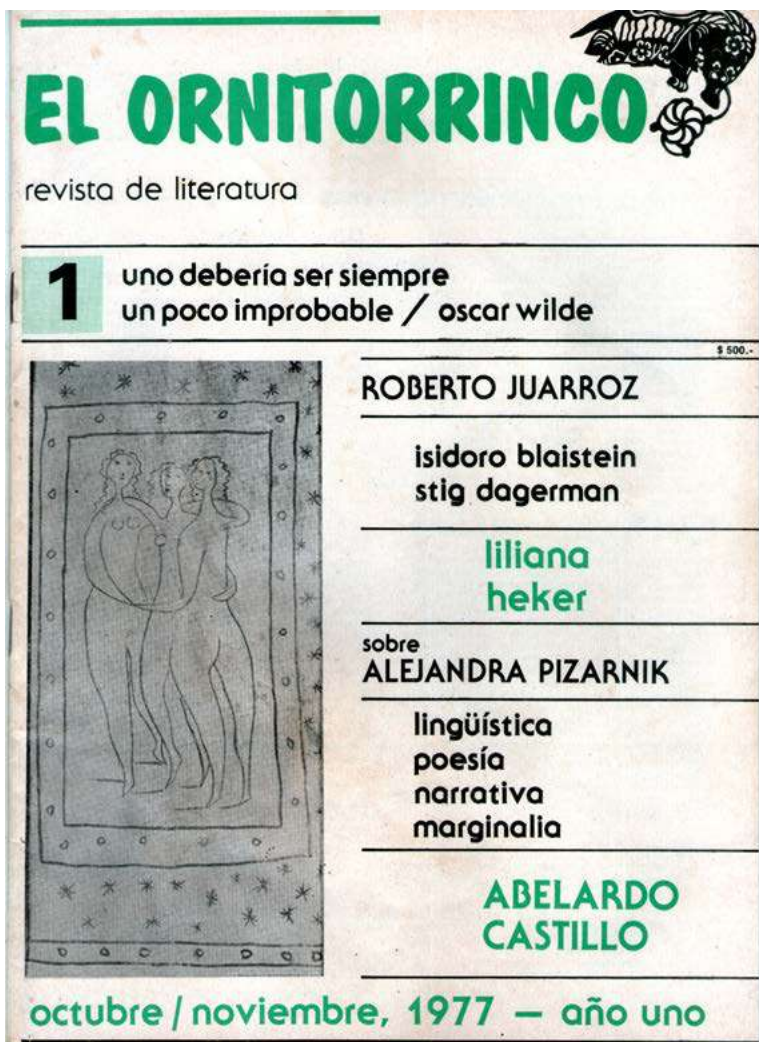 EL ORNITORRINCO
revista de literatura
1
uno debería ser siempre
un poco improbable / oscar wilde
$ 500.-
ROBERTO JUARROZ
isidoro blaistein
stig dagerman
liliana
heker
sobre
ALEJANDRA PIZARNIK
lingüística
poesía
narrativa
marginalia
ABELARDO
CASTILLO
octubre / noviembre, 1977 — año uno